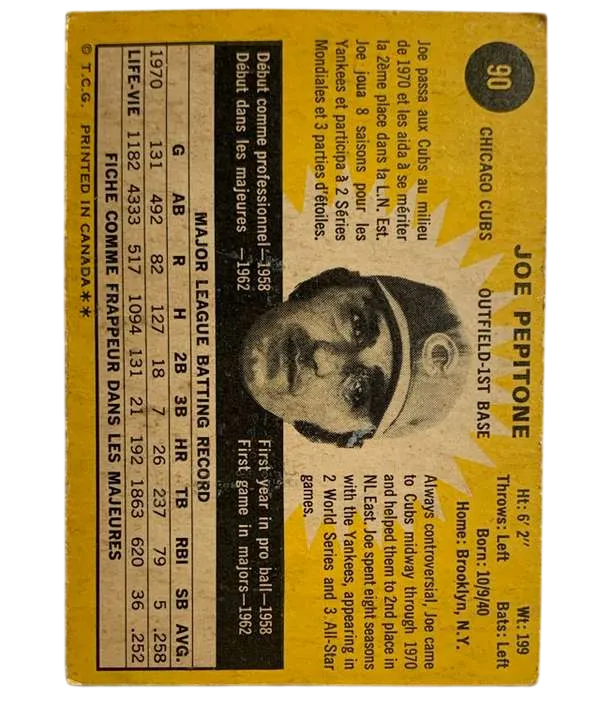 90
CHICAGO CUBS
JOE PEPITONE
OUTFIELD-1ST BASE
Ht: 6' 2" Wt: 199
Throws: Left Bats: Left
Born: 10/9/40
Home: Brooklyn, N.Y.
Joe passa aux Cubs au milieu
de 1970 et les aida à se mériter
la 2ème place dans la L.N. Est.
Joe joua 8 saisons pour les
Yankees et participa à 2 Séries
Mondiales et 3 parties d'étoiles.
Always controversial, Joe came
to Cubs midway through 1970
and helped them to 2nd place in
NL East. Joe spent eight seasons
with the Yankees, appearing in
2 World Series and 3 All-Star
games.
Début comme professionnel—1958
Début dans les majeures —1962
First year in pro ball—1958
First game in majors—1962
MAJOR LEAGUE BATTING RECORD
G AB R H 2B 3B HR TB RBI SB AVG.
1970 131 492 82 127 18 7 26 237 79 5 .258
LIFE-VIE 1182 4333 517 1094 131 21 192 1863 620 36 .252
FICHE COMME FRAPPEUR DANS LES MAJEURES
© T.C.G. PRINTED IN CANADA**